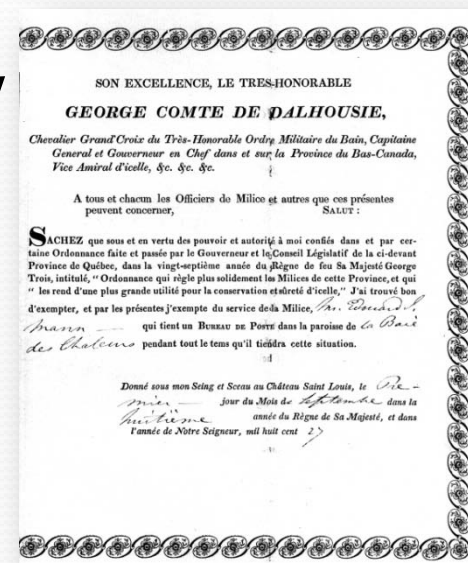 SON EXCELLENCE, LE TRES-HONORABLE
GEORGE COMTE DE DALHOUSIE,
Chevalier Grand'Croix du Très-Honorable Ordre Militaire du Bain, Capitaine
General et Gouverneur en Chef dans et sur la Province du Bas-Canada,
Vice Amiral d'icelle, &c. &c. &c.
A tous et chacun les Officiers de Milice et autres que ces présentes
peuvent concerner, SALUT :
SACHEZ que sous et en vertu des pouvoir et autorité à moi confiés dans et par cer-
taine Ordonnance faite et passée par le Gouverneur et le Conseil Législatif de la ci-devant
Province de Québec, dans la vingt-septième année du Règne de feu Sa Majesté George
Trois, intitulé, " Ordonnance qui règle plus solidement les Milices de cette Province, et qui
" les rend d'une plus grande utilité pour la conservation et sûreté d'icelle," J'ai trouvé bon
d'exempter, et par les présentes j'exempte du service de la Milice, Mr. Edouard I.
Mann — qui tient un BUREAU DE POSTE dans la paroisse de la Baie
des Chaleurs pendant tout le tems qu'il tiendra cette situation.
Donné sous mon Seing et Sceau au Château Saint Louis, le Pre-
mier — jour du Mois de Septembre dans la
huitième année du Règne de Sa Majesté, et dans
l'année de Notre Seigneur, mil huit cent 27